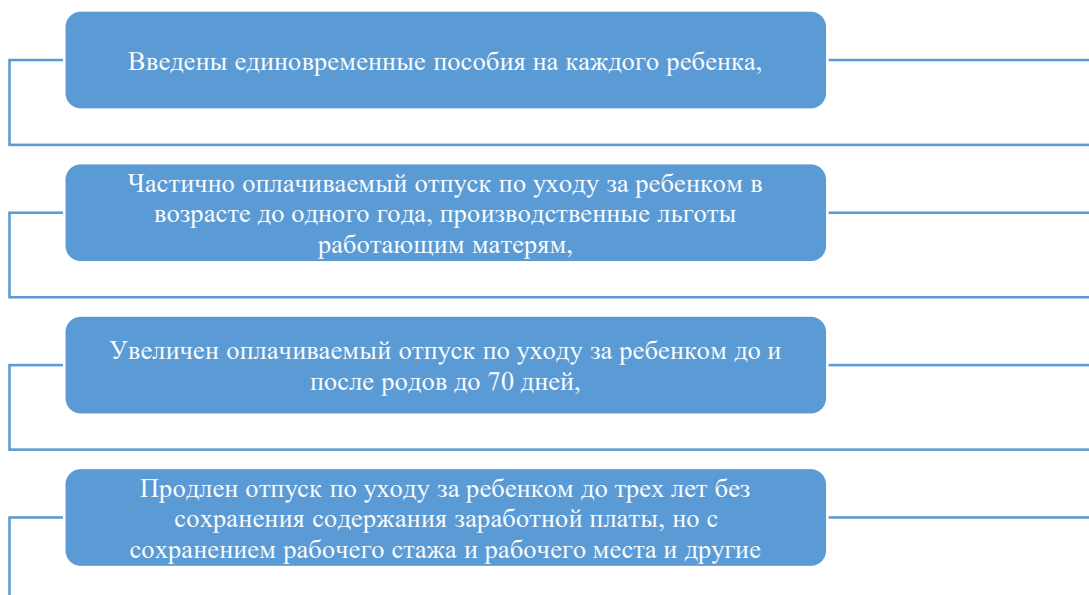 Введены единовременные пособия на каждого ребенка,
Частично оплачиваемый отпуск по уходу за ребенком в
возрасте до одного года, производственные льготы
работающим матерям,
Увеличен оплачиваемый отпуск по уходу за ребенком до и
после родов до 70 дней,
Продлен отпуск по уходу за ребенком до трех лет без
сохранения содержания заработной платы, но с
сохранением рабочего стажа и рабочего места и другие